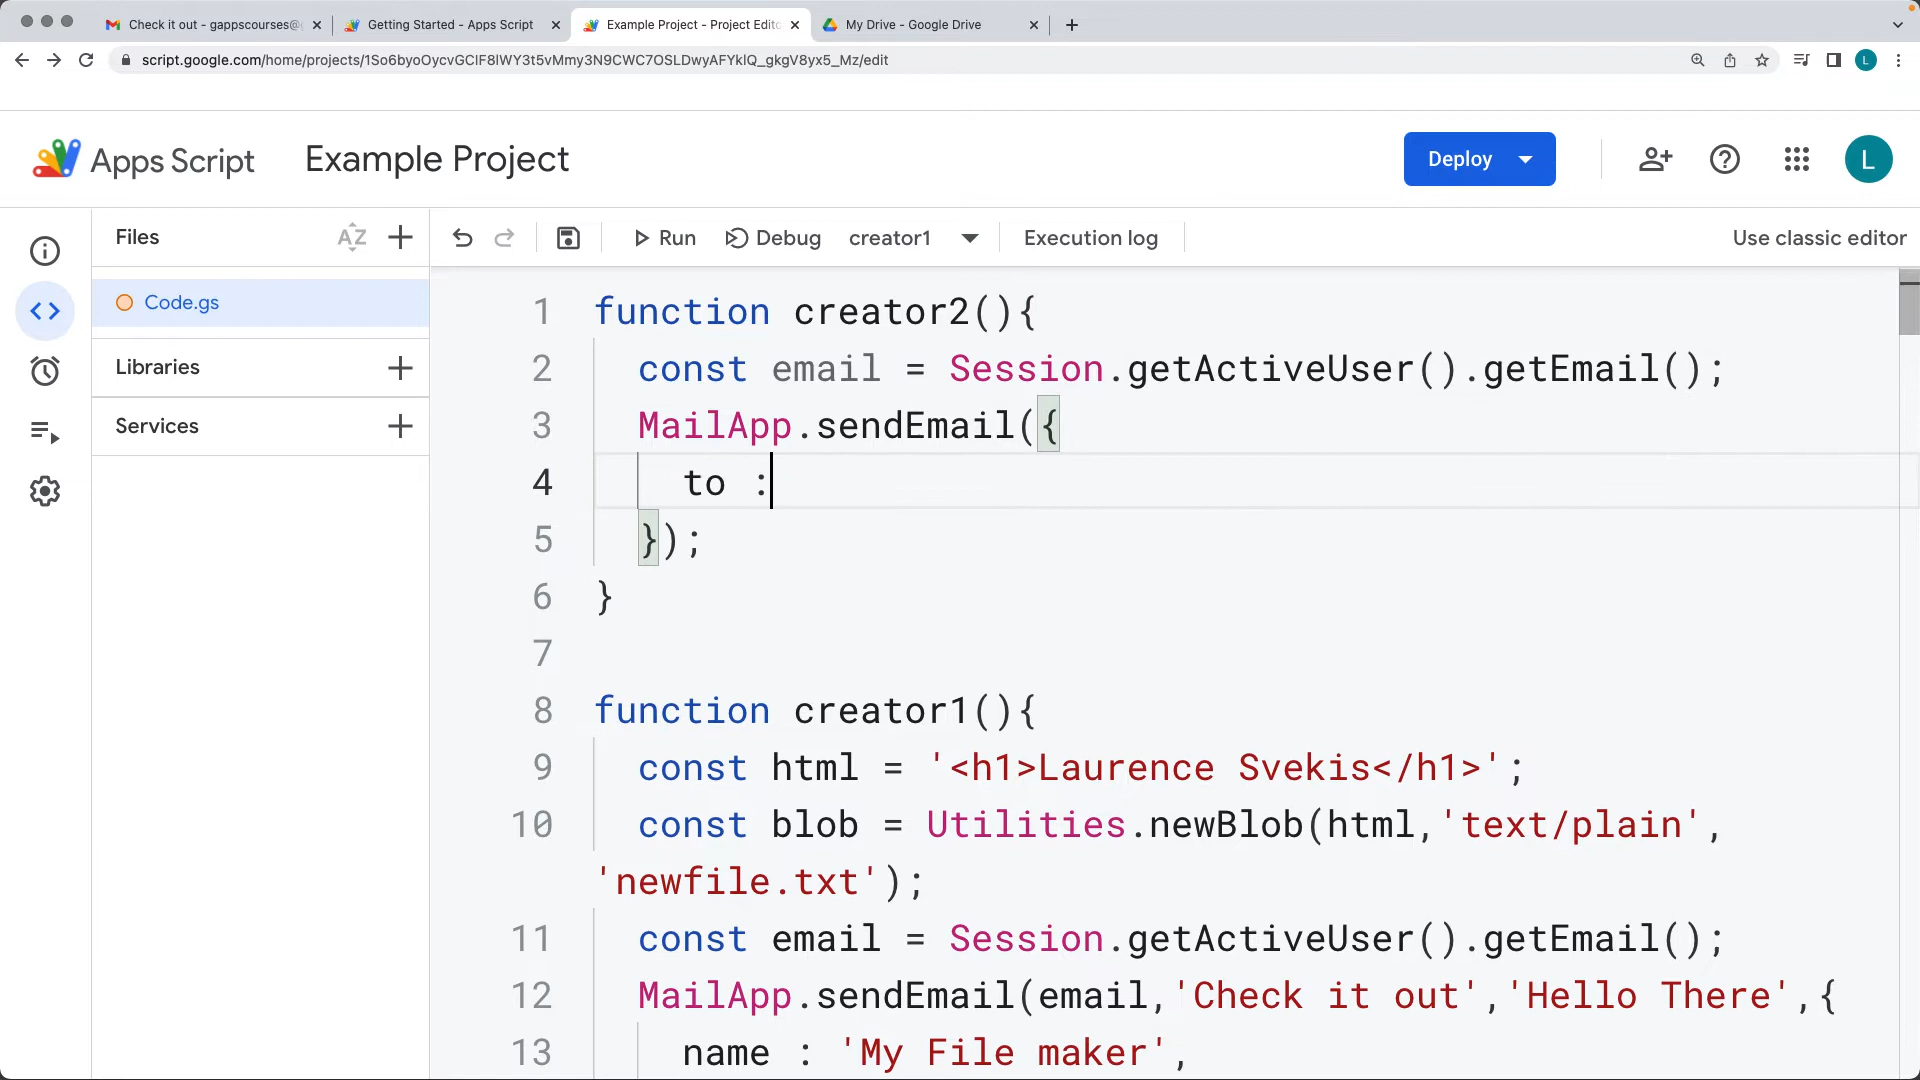 Check it out - gappscourses@
Getting Started - Apps Script
Example Project - Project Edito
My Drive - Google Drive
script.google.com/home/projects/1So6byoOycvGClF8lWY3t5vMmy3N9CWC7OSLDwyAFYklQ_gkgV8yx5_Mz/edit
L
Apps Script
Example Project
Deploy
L
Files
AZ
Run
Debug
creator1
Execution log
Use classic editor
Code.gs
Libraries
Services
1 function creator2(){
2 const email = Session.getActiveUser().getEmail();
3 MailApp.sendEmail({
4 to :
5 });
6 }
7
8 function creator1(){
9 const html = '<h1>Laurence Svekis</h1>';
10 const blob = Utilities.newBlob(html,'text/plain',
'newfile.txt');
11 const email = Session.getActiveUser().getEmail();
12 MailApp.sendEmail(email,'Check it out','Hello There',{
13 name : 'My File maker',